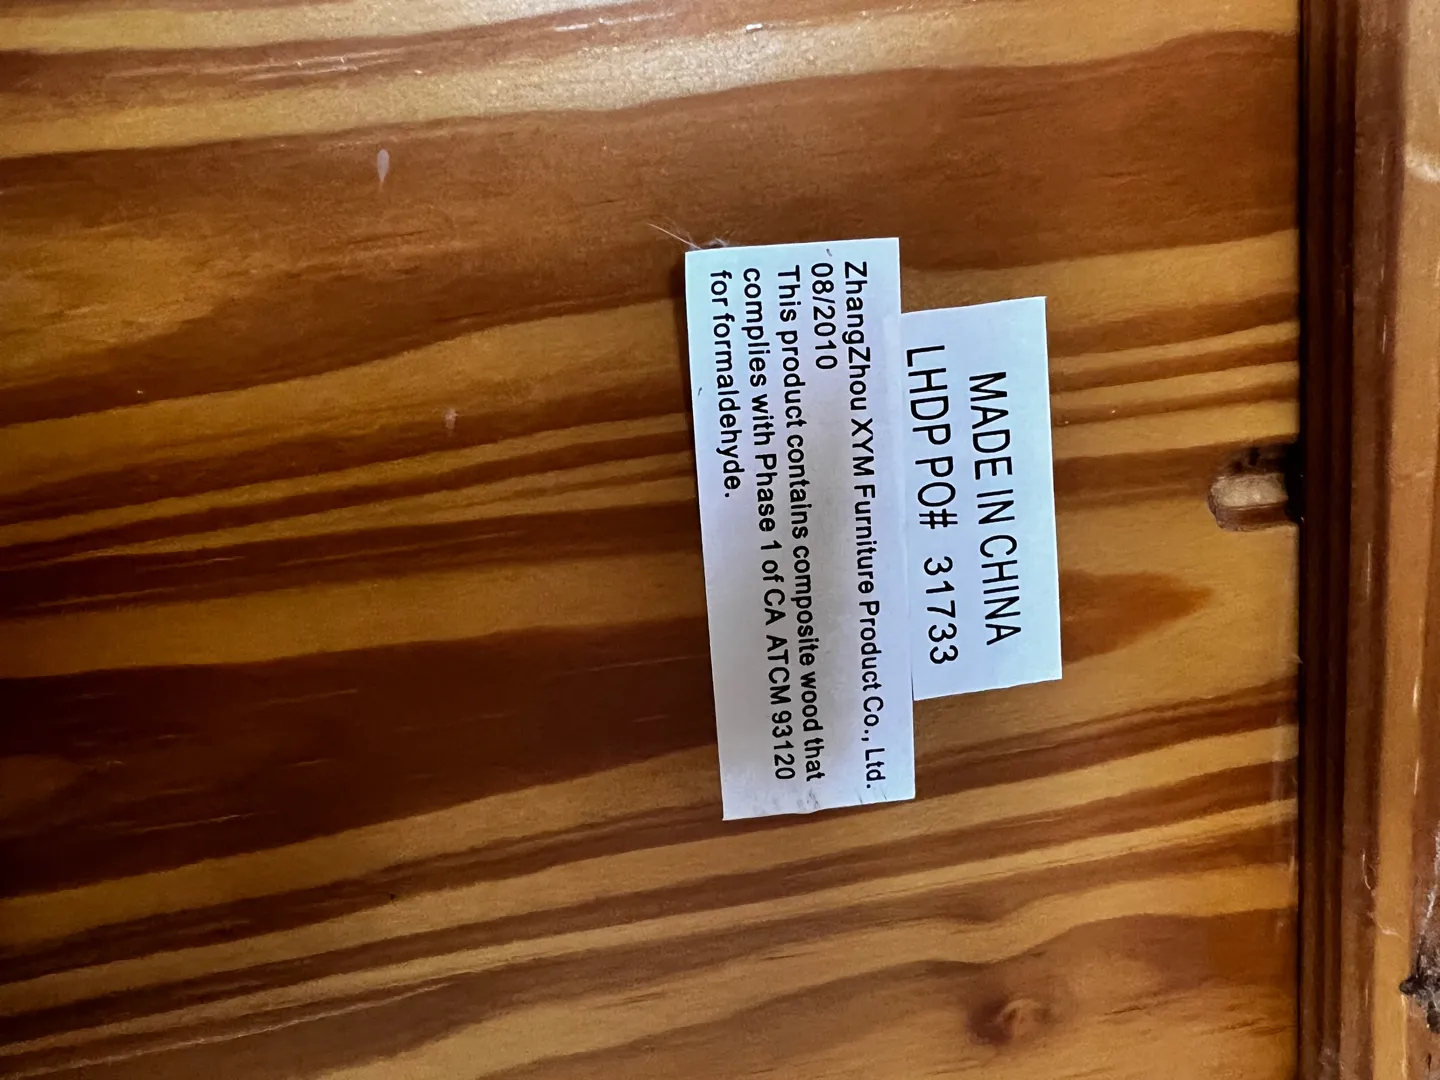 MADE IN CHINA
LHDP PO# 31733
ZhangZhou XYM Furniture Product Co., Ltd.
08/2010
This product contains composite wood that
complies with Phase 1 of CA ATCM 93120
for formaldehyde.